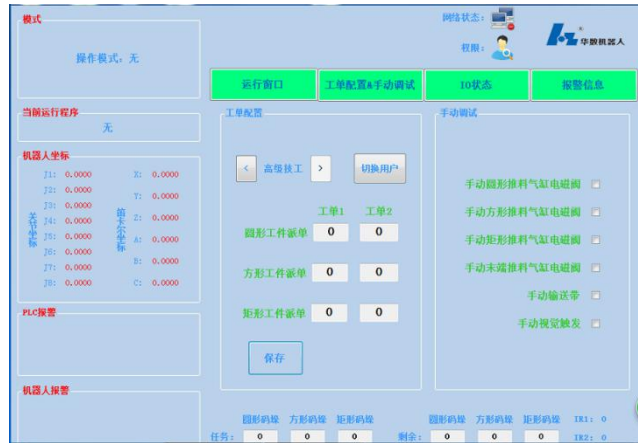 模式
操作模式: 无
网络状态:
权限:
华数机器人
运行窗口 工单配置&手动调试 IO状态 报警信息
当前运行程序
无
机器人坐标
关节坐标
J1: 0.0000
J2: 0.0000
J3: 0.0000
J4: 0.0000
J5: 0.0000
J6: 0.0000
J7: 0.0000
J8: 0.0000
笛卡尔坐标
X: 0.0000
Y: 0.0000
Z: 0.0000
A: 0.0000
B: 0.0000
C: 0.0000
PLC报警
机器人报警
工单配置
< 高级技工 > 切换用户
工单1 工单2
圆形工件派单 0 0
方形工件派单 0 0
矩形工件派单 0 0
保存
手动调试
手动圆形推料气缸电磁阀
手动方形推料气缸电磁阀
手动矩形推料气缸电磁阀
手动末端推料气缸电磁阀
手动输送带
手动视觉触发
圆形码垛 方形码垛 矩形码垛 圆形码垛 方形码垛 矩形码垛 IR1: 0
任务: 0 0 0 剩余: 0 0 0 IR2: 0